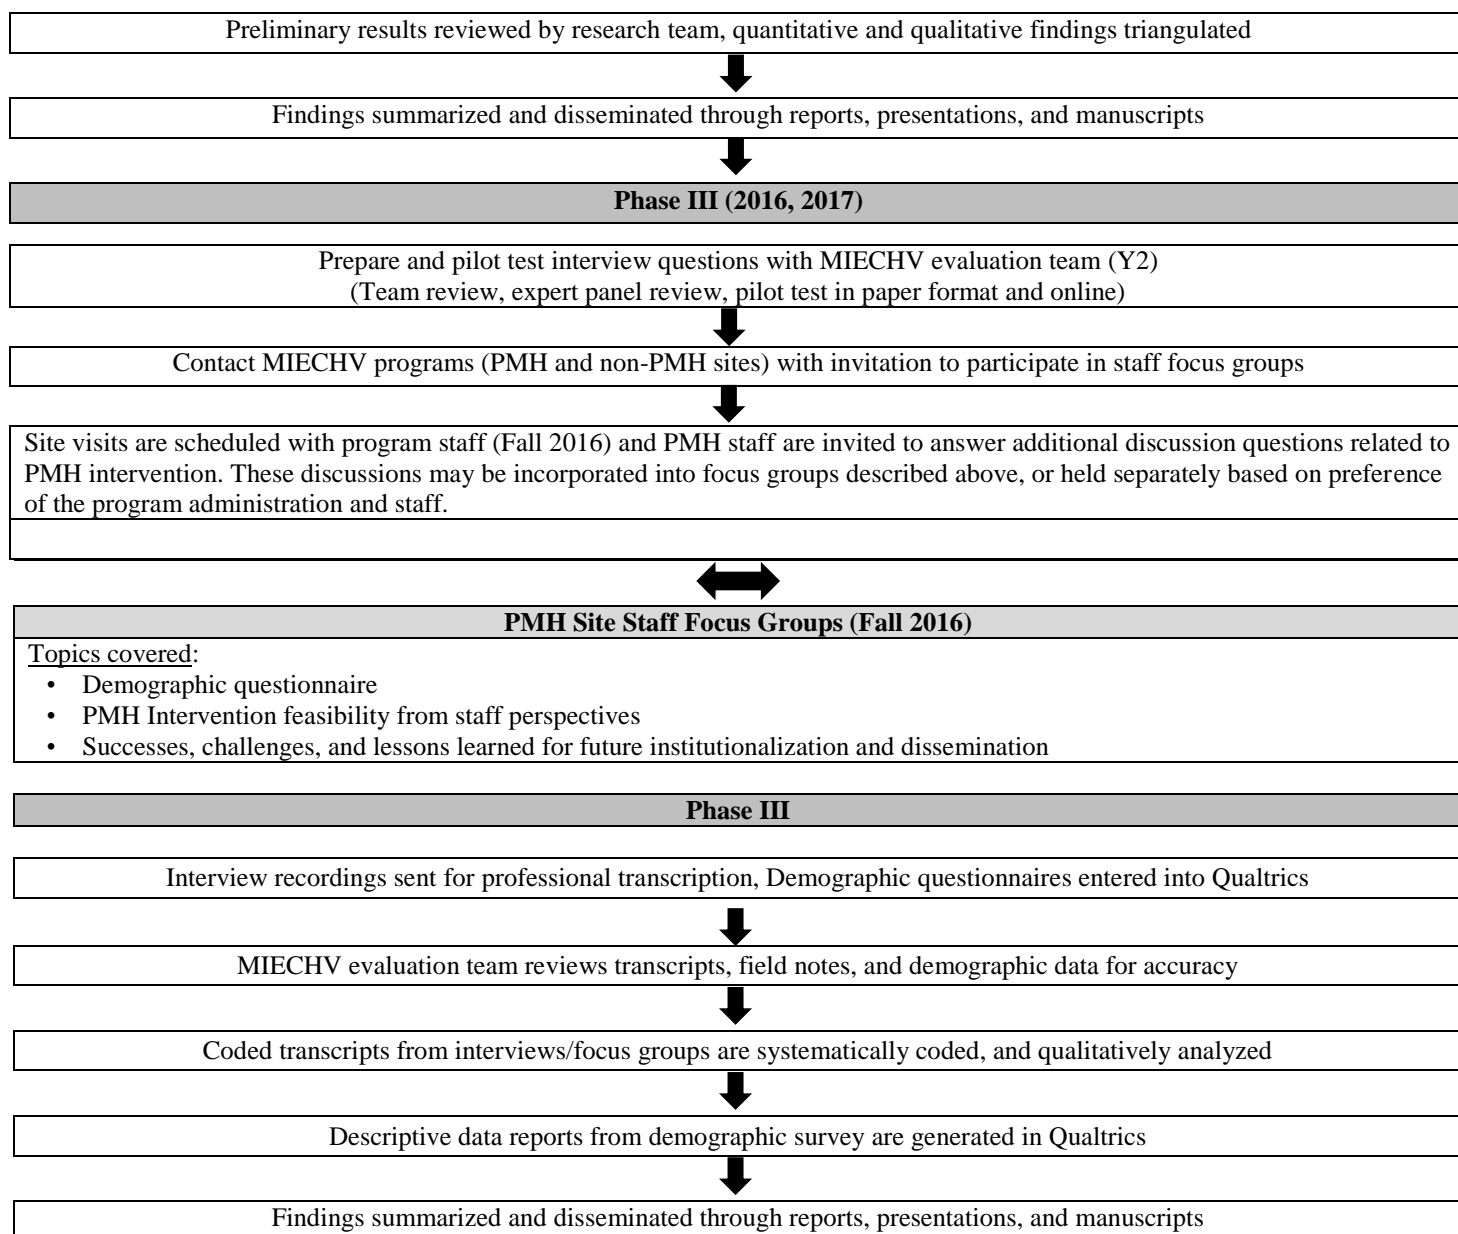 Preliminary results reviewed by research team, quantitative and qualitative findings triangulated
Findings summarized and disseminated through reports, presentations, and manuscripts
Phase III (2016, 2017)
Prepare and pilot test interview questions with MIECHV evaluation team (Y2)
(Team review, expert panel review, pilot test in paper format and online)
Contact MIECHV programs (PMH and non-PMH sites) with invitation to participate in staff focus groups
Site visits are scheduled with program staff (Fall 2016) and PMH staff are invited to answer additional discussion questions related to
PMH intervention. These discussions may be incorporated into focus groups described above, or held separately based on preference
of the program administration and staff.
PMH Site Staff Focus Groups (Fall 2016)
Topics covered:
• Demographic questionnaire
• PMH Intervention feasibility from staff perspectives
• Successes, challenges, and lessons learned for future institutionalization and dissemination
Phase III
Interview recordings sent for professional transcription, Demographic questionnaires entered into Qualtrics
MIECHV evaluation team reviews transcripts, field notes, and demographic data for accuracy
Coded transcripts from interviews/focus groups are systematically coded, and qualitatively analyzed
Descriptive data reports from demographic survey are generated in Qualtrics
Findings summarized and disseminated through reports, presentations, and manuscripts